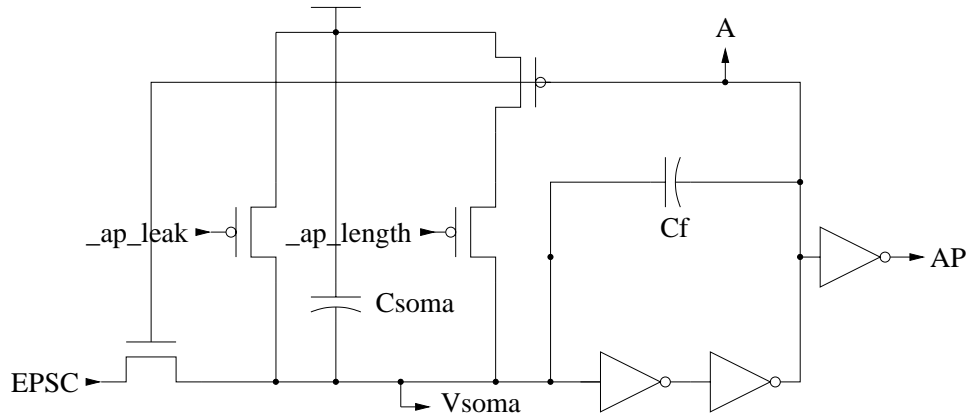 A
Cf
_ap_leak
_ap_length
AP
Csoma
EPSC
Vsoma